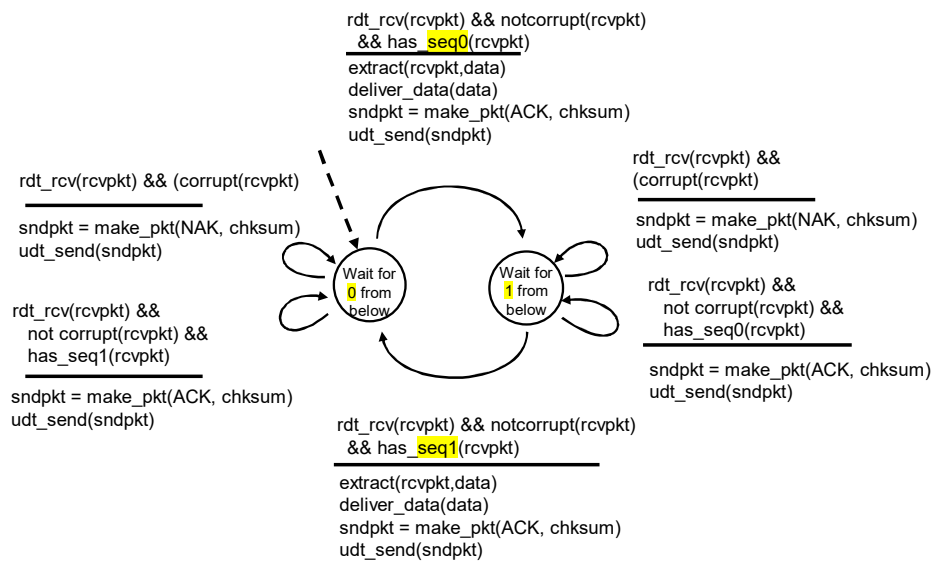 rdt_rcv(rcvpkt) && notcorrupt(rcvpkt)
&& has_seq0(rcvpkt)
extract(rcvpkt,data)
deliver_data(data)
sndpkt = make_pkt(ACK, chksum)
udt_send(sndpkt)
rdt_rcv(rcvpkt) && (corrupt(rcvpkt)
sndpkt = make_pkt(NAK, chksum)
udt_send(sndpkt)
rdt_rcv(rcvpkt) &&
not corrupt(rcvpkt) &&
has_seq1(rcvpkt)
sndpkt = make_pkt(ACK, chksum)
udt_send(sndpkt)
Wait for
0 from
below
Wait for
1 from
below
rdt_rcv(rcvpkt) &&
(corrupt(rcvpkt)
sndpkt = make_pkt(NAK, chksum)
udt_send(sndpkt)
rdt_rcv(rcvpkt) &&
not corrupt(rcvpkt) &&
has_seq0(rcvpkt)
sndpkt = make_pkt(ACK, chksum)
udt_send(sndpkt)
rdt_rcv(rcvpkt) && notcorrupt(rcvpkt)
&& has_seq1(rcvpkt)
extract(rcvpkt,data)
deliver_data(data)
sndpkt = make_pkt(ACK, chksum)
udt_send(sndpkt)